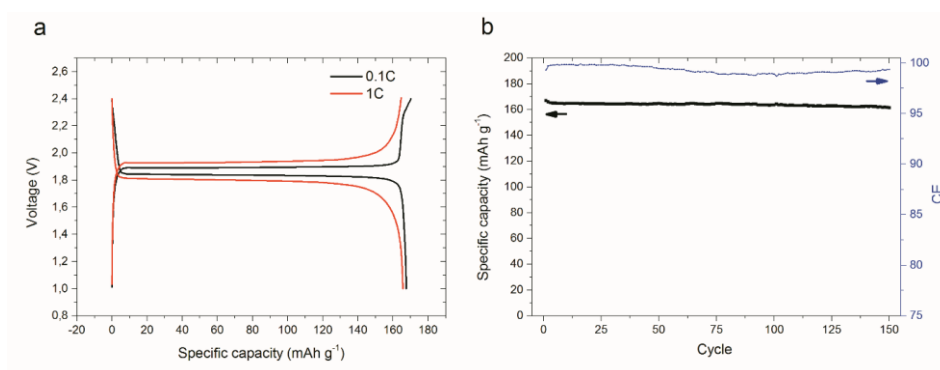 a
2,6
2,4
2,2
2,0
1,8
1,6
1,4
1,2
1,0
0,8
Voltage (V)
0.1C
1C
-20 0 20 40 60 80 100 120 140 160 180
Specific capacity (mAh g⁻¹)
b
200
180
160
140
120
100
80
60
40
20
0
Specific capacity (mAh g⁻¹)
0 25 50 75 100 125 150
Cycle
100
95
90
85
80
75
CE